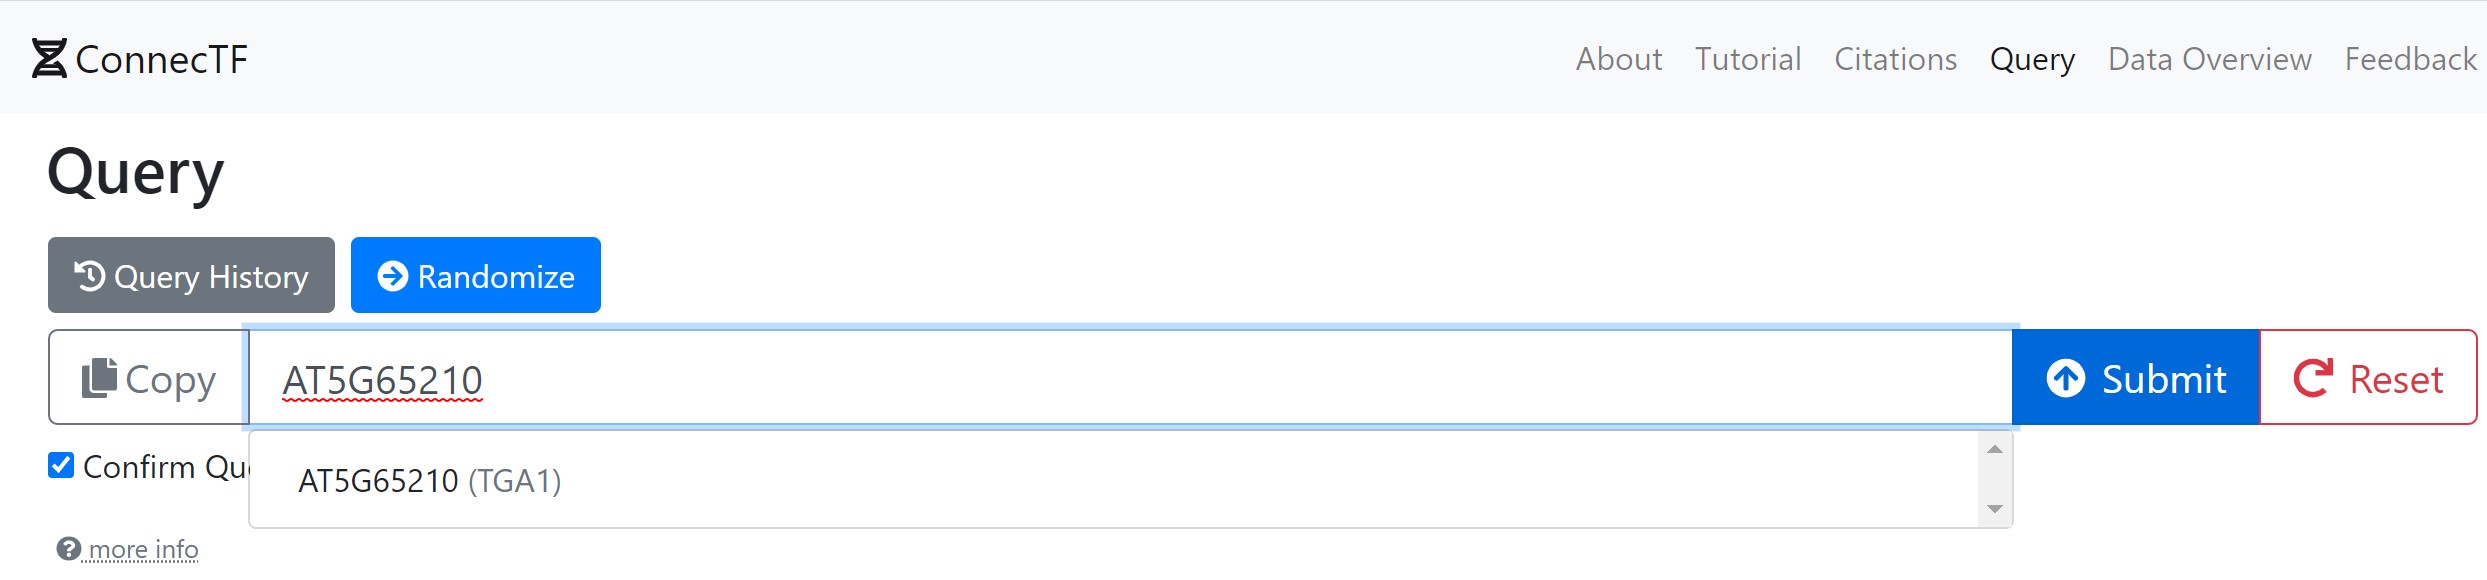 ConnecTF About Tutorial Citations Query Data Overview Feedback
Query
Query History Randomize
Copy AT5G65210 Submit Reset
Confirm
AT5G65210 (TGA1)
more info